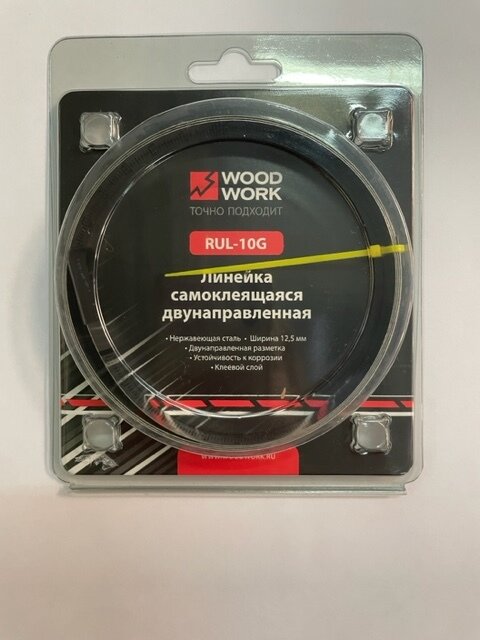 WOOD
WORK
ТОЧНО ПОДХОДИТ
RUL-10G
Линейка
самоклеящаяся
двунаправленная
• Нержавеющая сталь • Ширина 12,5 мм
• Двунаправленная разметка
• Устойчивость к коррозии
• Клеевой слой
WWW.WOODWORK.RU